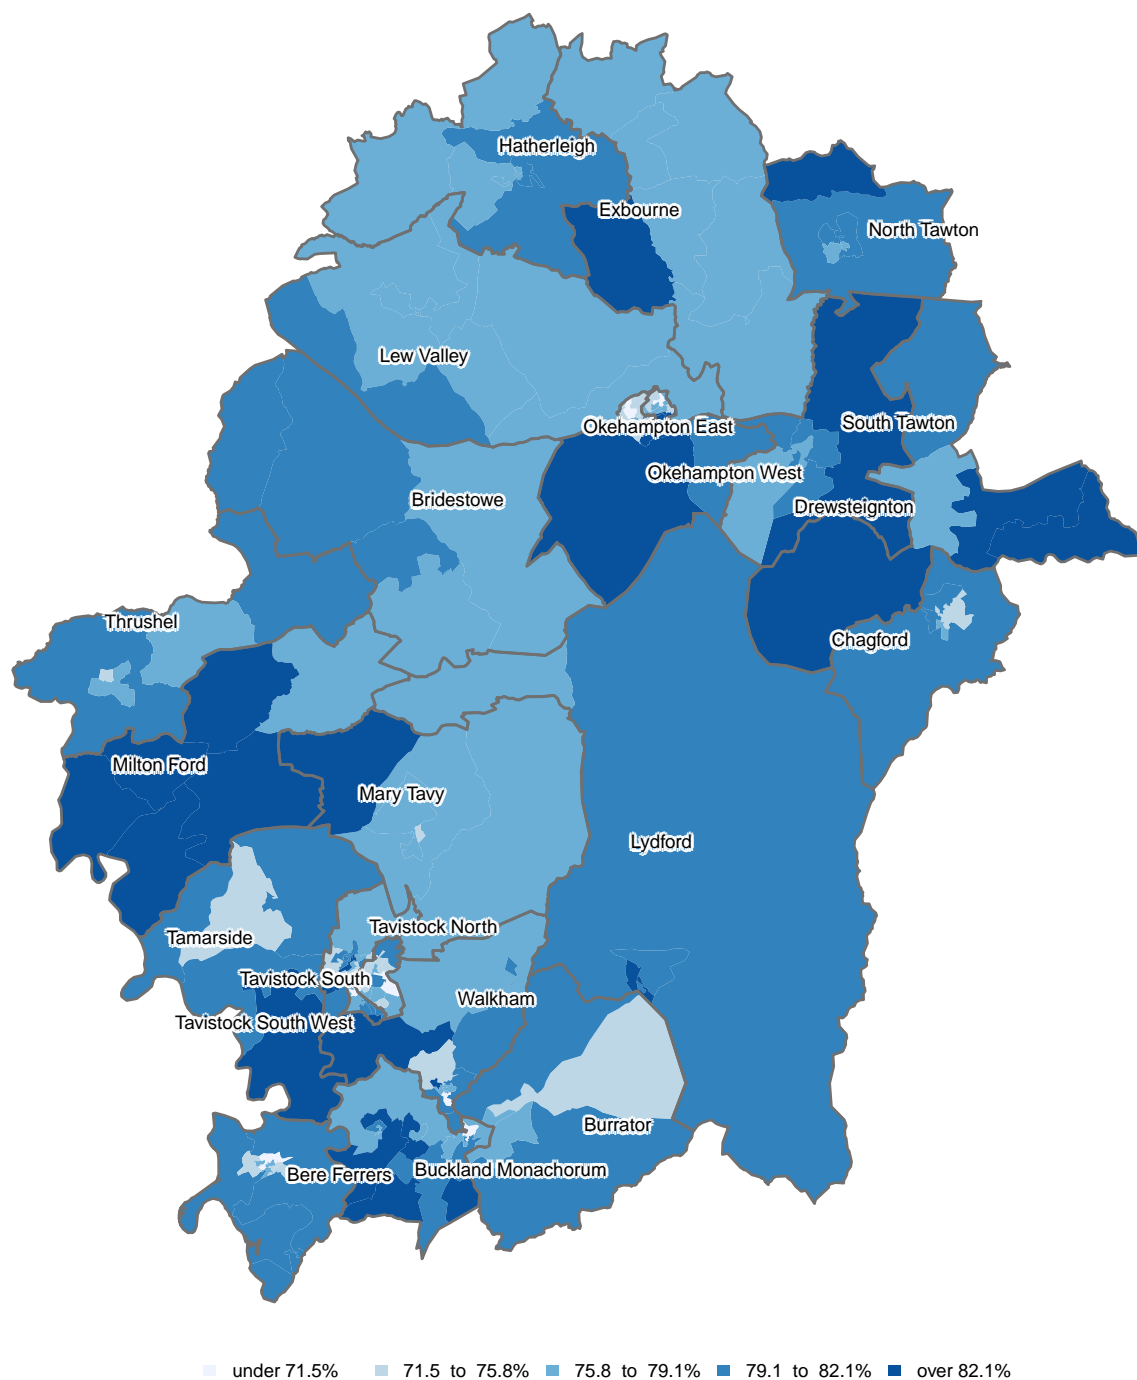 Hatherleigh
Exbourne
North Tawton
Lew Valley
South Tawton
Okehampton East
Okehampton West
Bridestowe
Drewsteignton
Thrushel
Chagford
Milton Ford
Mary Tavy
Lydford
Tavistock North
Tamarside
Tavistock South
Walkham
Tavistock South West
Burrator
Buckland Monachorum
Bere Ferrers
under 71.5% 71.5 to 75.8% 75.8 to 79.1% 79.1 to 82.1% over 82.1%